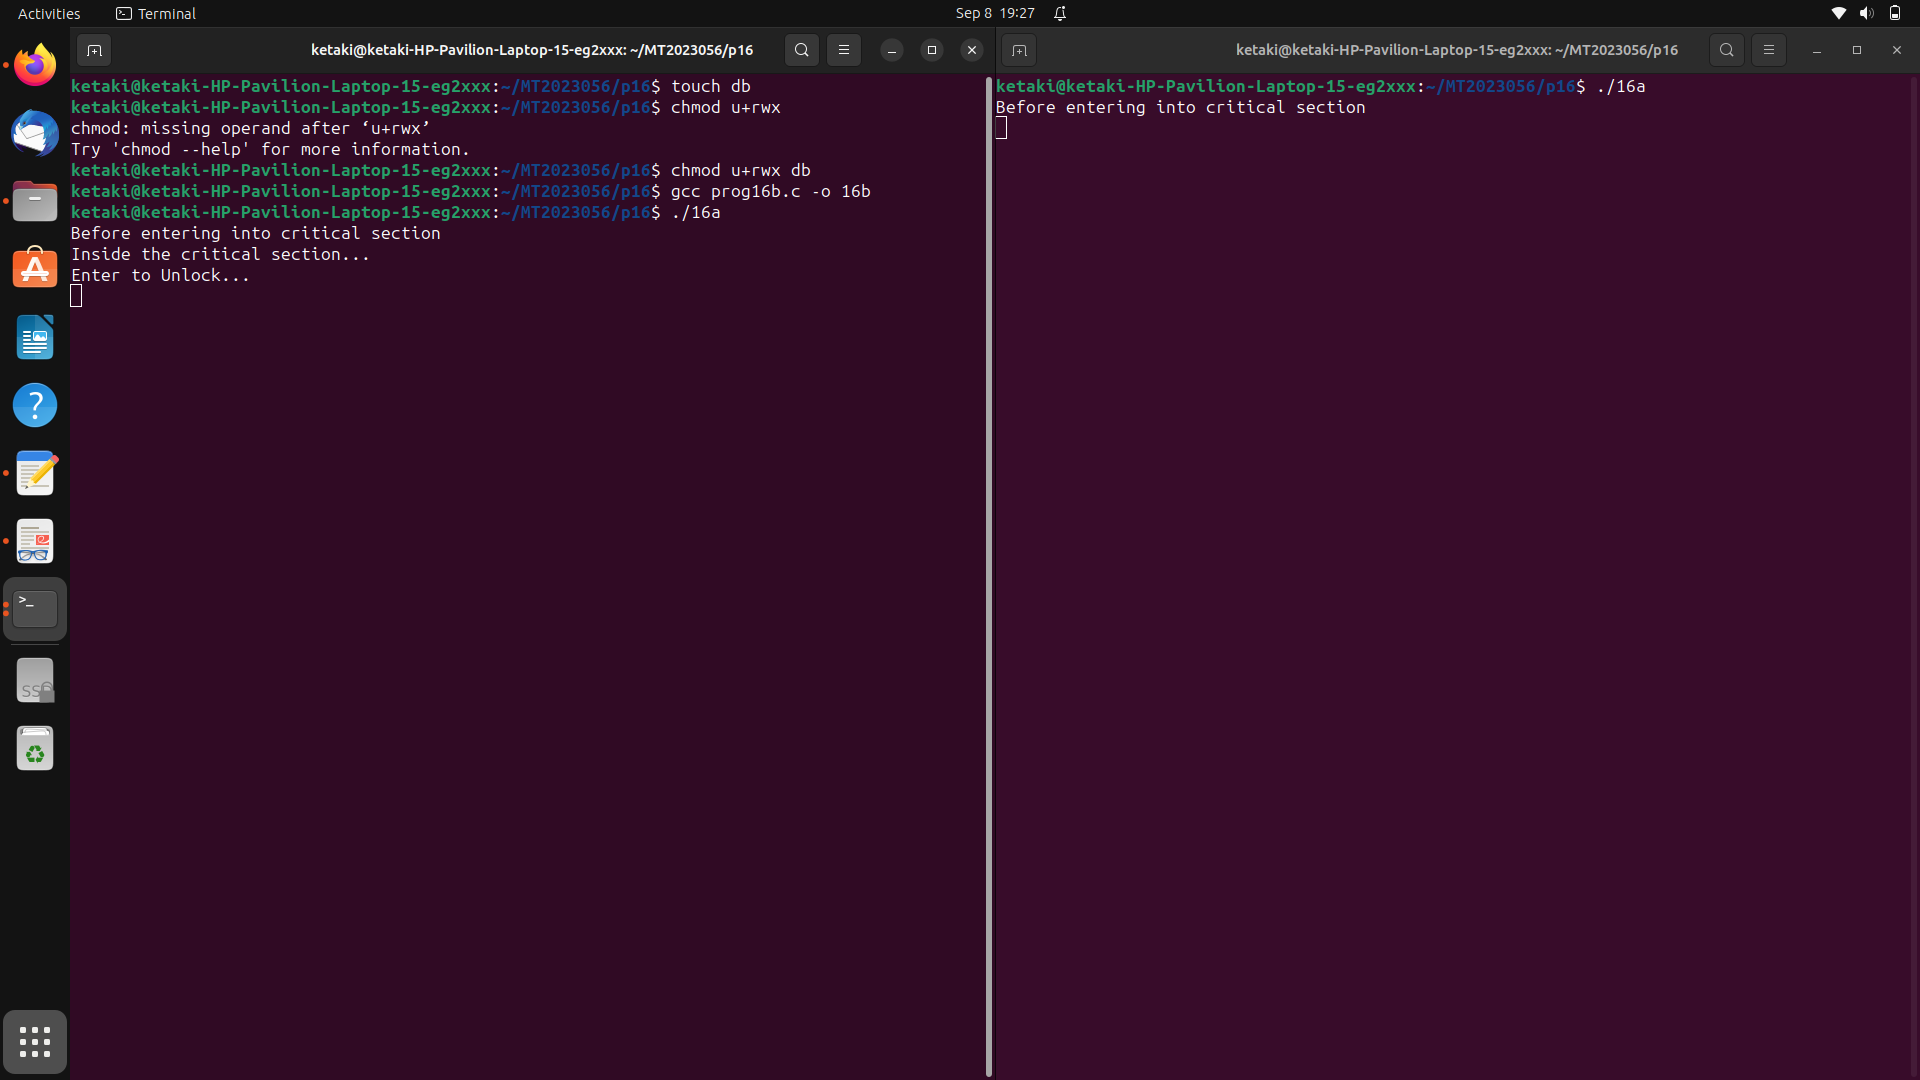 Activities
Terminal
Sep 8 19:27
ketaki@ketaki-HP-Pavilion-Laptop-15-eg2xxx: ~/MT2023056/p16
ketaki@ketaki-HP-Pavilion-Laptop-15-eg2xxx:~/MT2023056/p16$ touch db
ketaki@ketaki-HP-Pavilion-Laptop-15-eg2xxx:~/MT2023056/p16$ chmod u+rwx
chmod: missing operand after ‘u+rwx’
Try 'chmod --help' for more information.
ketaki@ketaki-HP-Pavilion-Laptop-15-eg2xxx:~/MT2023056/p16$ chmod u+rwx db
ketaki@ketaki-HP-Pavilion-Laptop-15-eg2xxx:~/MT2023056/p16$ gcc prog16b.c -o 16b
ketaki@ketaki-HP-Pavilion-Laptop-15-eg2xxx:~/MT2023056/p16$ ./16a
Before entering into critical section
Inside the critical section...
Enter to Unlock...
ketaki@ketaki-HP-Pavilion-Laptop-15-eg2xxx: ~/MT2023056/p16
ketaki@ketaki-HP-Pavilion-Laptop-15-eg2xxx:~/MT2023056/p16$ ./16a
Before entering into critical section
SSD